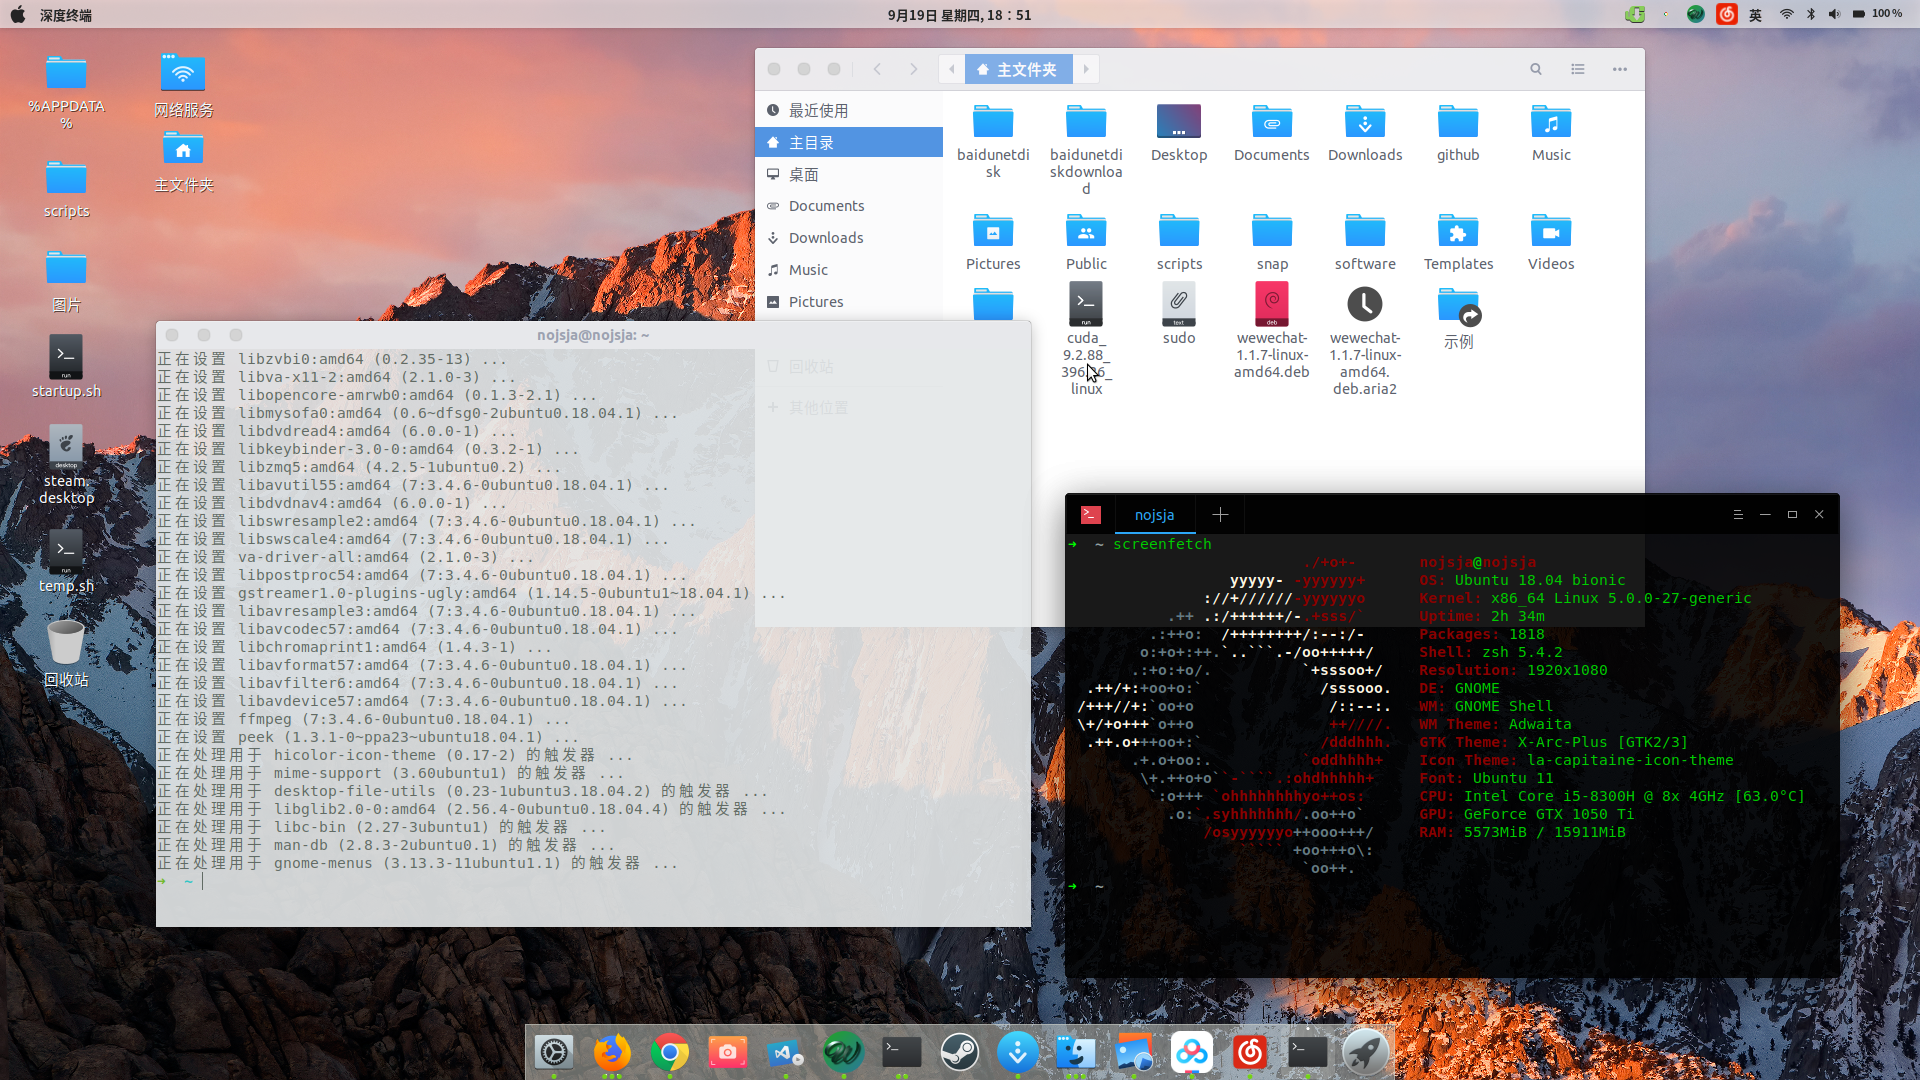 深度终端
9月19日 星期四, 18：51
英
100 %
%APPDATA
%
网络服务
主文件夹
scripts
图片
startup.sh
steam.
desktop
temp.sh
回收站
主文件夹
最近使用
主目录
桌面
Documents
Downloads
Music
Pictures
回收站
其他位置
baidunetdi
sk
baidunetdi
skdownloa
d
Desktop
Documents
Downloads
github
Music
Pictures
Public
scripts
snap
software
Templates
Videos
cuda_
9.2.88_
linux
sudo
wewechat-
1.1.7-linux-
amd64.deb
wewechat-
1.1.7-linux-
amd64.
deb.aria2
示例
nojsja@nojsja: ~
正在设置 libzvbi0:amd64 (0.2.35-13) ...
正在设置 libva-x11-2:amd64 (2.1.0-3) ...
正在设置 libopencore-amrwb0:amd64 (0.1.3-2.1) ...
正在设置 libmysofa0:amd64 (0.6~dfsg0-2ubuntu0.18.04.1) ...
正在设置 libdvdread4:amd64 (6.0.0-1) ...
正在设置 libkeybinder-3.0-0:amd64 (0.3.2-1) ...
正在设置 libzmq5:amd64 (4.2.5-1ubuntu0.2) ...
正在设置 libavutil55:amd64 (7:3.4.6-0ubuntu0.18.04.1) ...
正在设置 libdvdnav4:amd64 (6.0.0-1) ...
正在设置 libswresample2:amd64 (7:3.4.6-0ubuntu0.18.04.1) ...
正在设置 libswscale4:amd64 (7:3.4.6-0ubuntu0.18.04.1) ...
正在设置 va-driver-all:amd64 (2.1.0-3) ...
正在设置 libpostproc54:amd64 (7:3.4.6-0ubuntu0.18.04.1) ...
正在设置 gstreamer1.0-plugins-ugly:amd64 (1.14.5-0ubuntu1~18.04.1) ...
正在设置 libavresample3:amd64 (7:3.4.6-0ubuntu0.18.04.1) ...
正在设置 libavcodec57:amd64 (7:3.4.6-0ubuntu0.18.04.1) ...
正在设置 libchromaprint1:amd64 (1.4.3-1) ...
正在设置 libavformat57:amd64 (7:3.4.6-0ubuntu0.18.04.1) ...
正在设置 libavfilter6:amd64 (7:3.4.6-0ubuntu0.18.04.1) ...
正在设置 libavdevice57:amd64 (7:3.4.6-0ubuntu0.18.04.1) ...
正在设置 ffmpeg (7:3.4.6-0ubuntu0.18.04.1) ...
正在设置 peek (1.3.1-0~ppa23~ubuntu18.04.1) ...
正在处理用于 hicolor-icon-theme (0.17-2) 的触发器 ...
正在处理用于 mime-support (3.60ubuntu1) 的触发器 ...
正在处理用于 desktop-file-utils (0.23-1ubuntu3.18.04.2) 的触发器 ...
正在处理用于 libglib2.0-0:amd64 (2.56.4-0ubuntu0.18.04.4) 的触发器 ...
正在处理用于 libc-bin (2.27-3ubuntu1) 的触发器 ...
正在处理用于 man-db (2.8.3-2ubuntu0.1) 的触发器 ...
正在处理用于 gnome-menus (3.13.3-11ubuntu1.1) 的触发器 ...
➜ ~
nojsja
➜ ~ screenfetch
nojsja@nojsja
OS: Ubuntu 18.04 bionic
Kernel: x86_64 Linux 5.0.0-27-generic
Uptime: 2h 34m
Packages: 1818
Shell: zsh 5.4.2
Resolution: 1920x1080
DE: GNOME
WM: GNOME Shell
WM Theme: Adwaita
GTK Theme: X-Arc-Plus [GTK2/3]
Icon Theme: la-capitaine-icon-theme
Font: Ubuntu 11
CPU: Intel Core i5-8300H @ 8x 4GHz [63.0°C]
GPU: GeForce GTX 1050 Ti
RAM: 5573MiB / 15911MiB
➜ ~